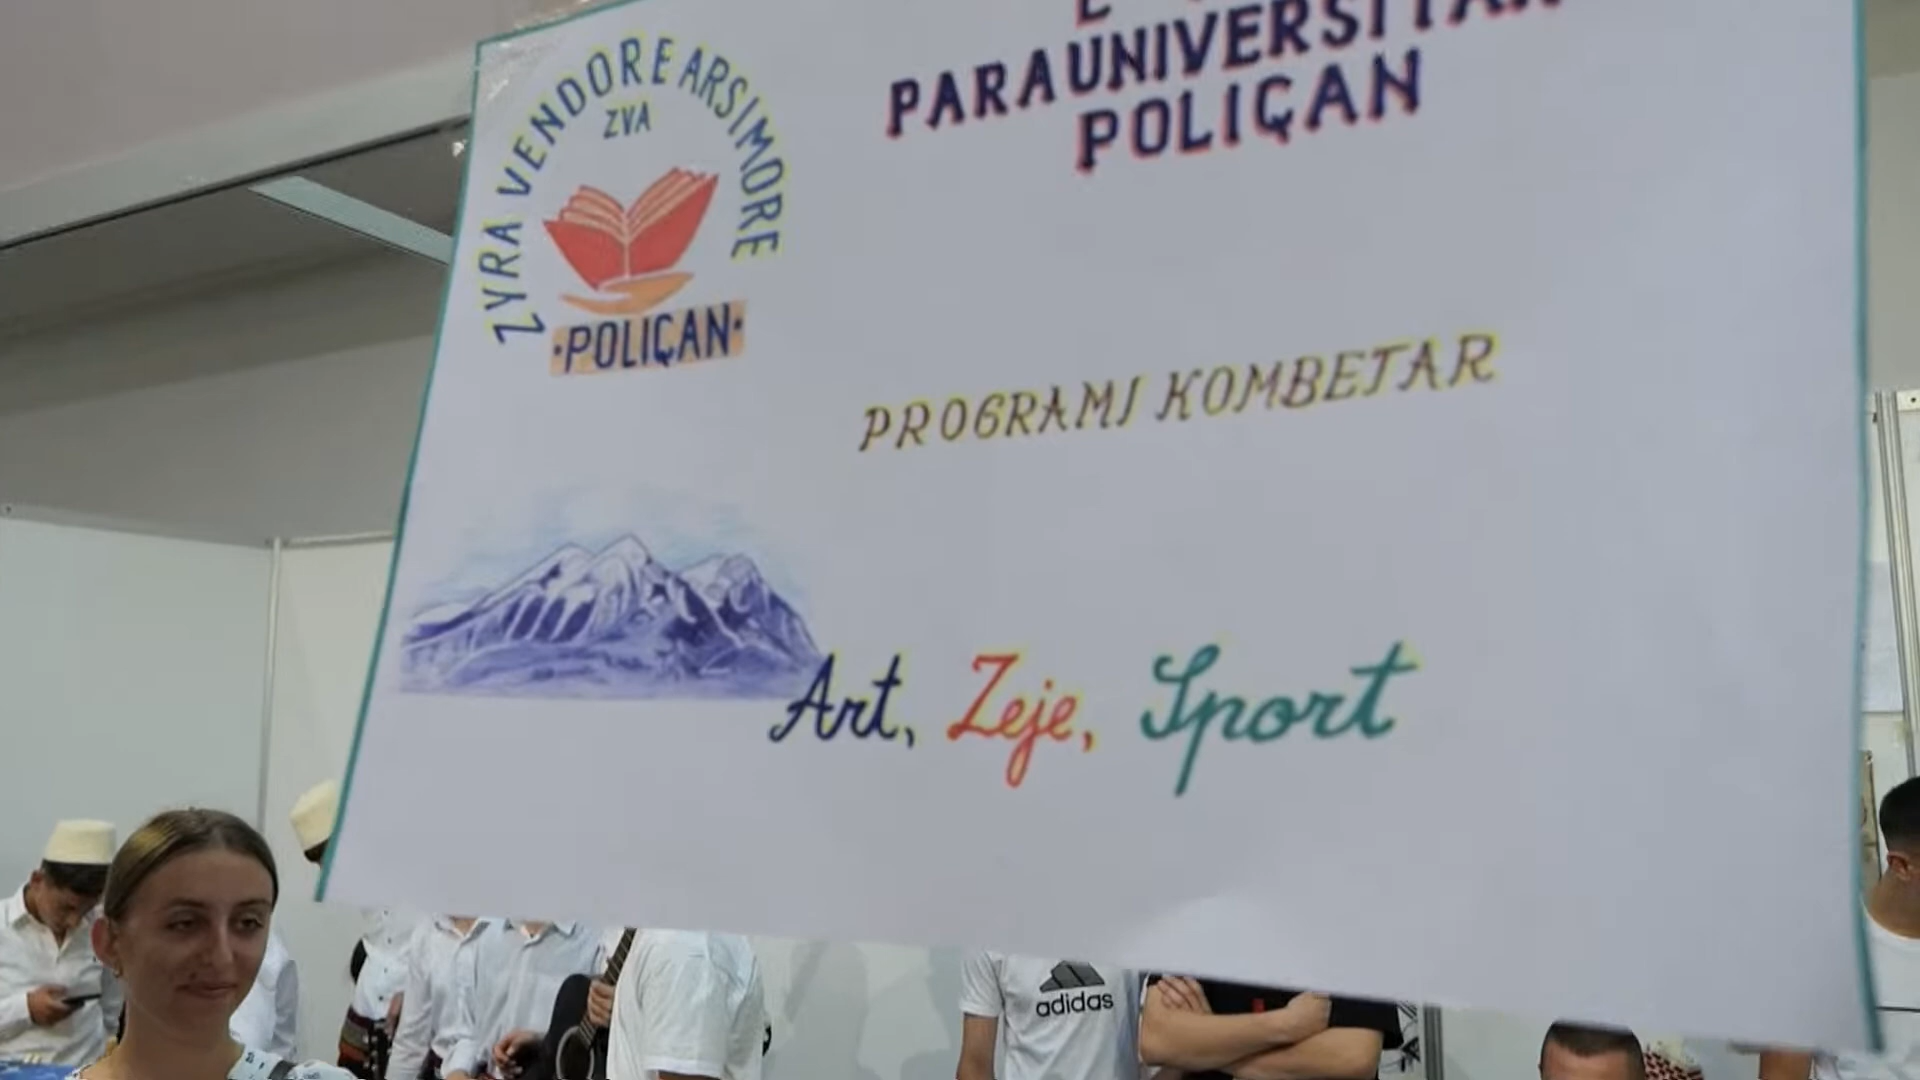 ZYRA VENDORE ARSIMORE
ZVA
·POLIÇAN·
PARAUNIVERSITAR
POLIÇAN
PROGRAMI KOMBETAR
Art, Zeje, Sport
adidas